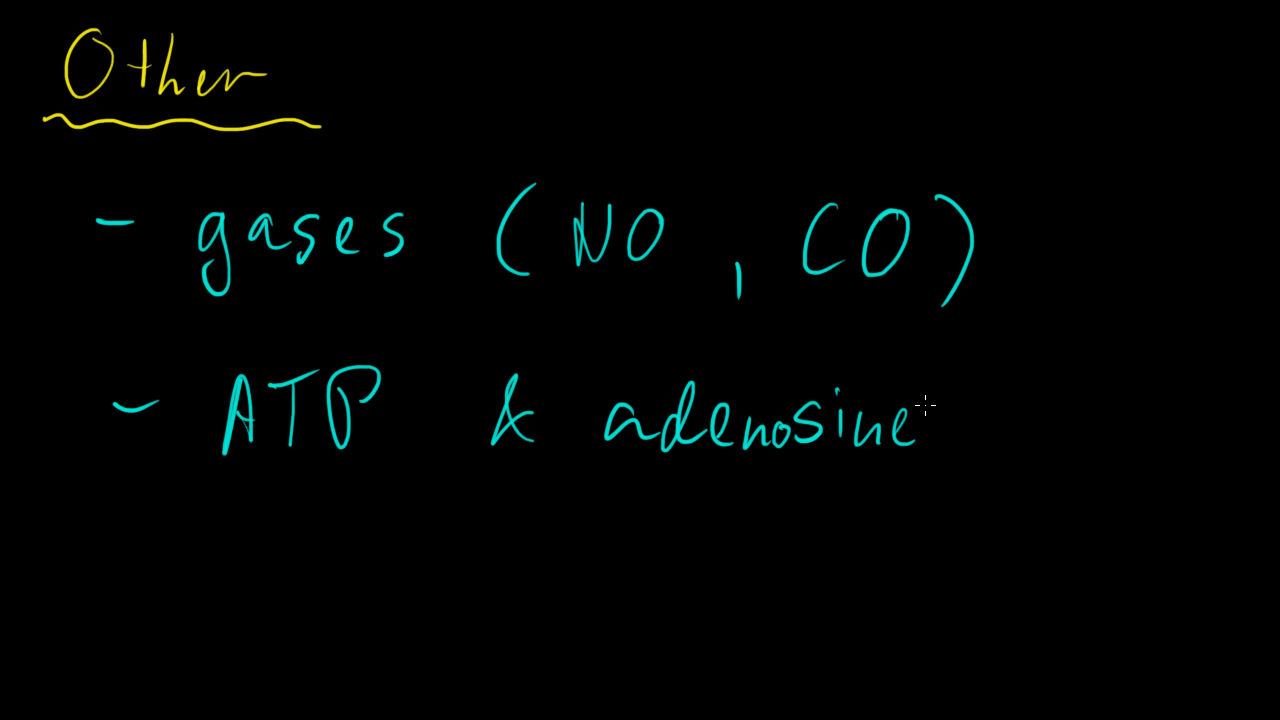 Other
- gases (NO, CO)
- ATP & adenosine